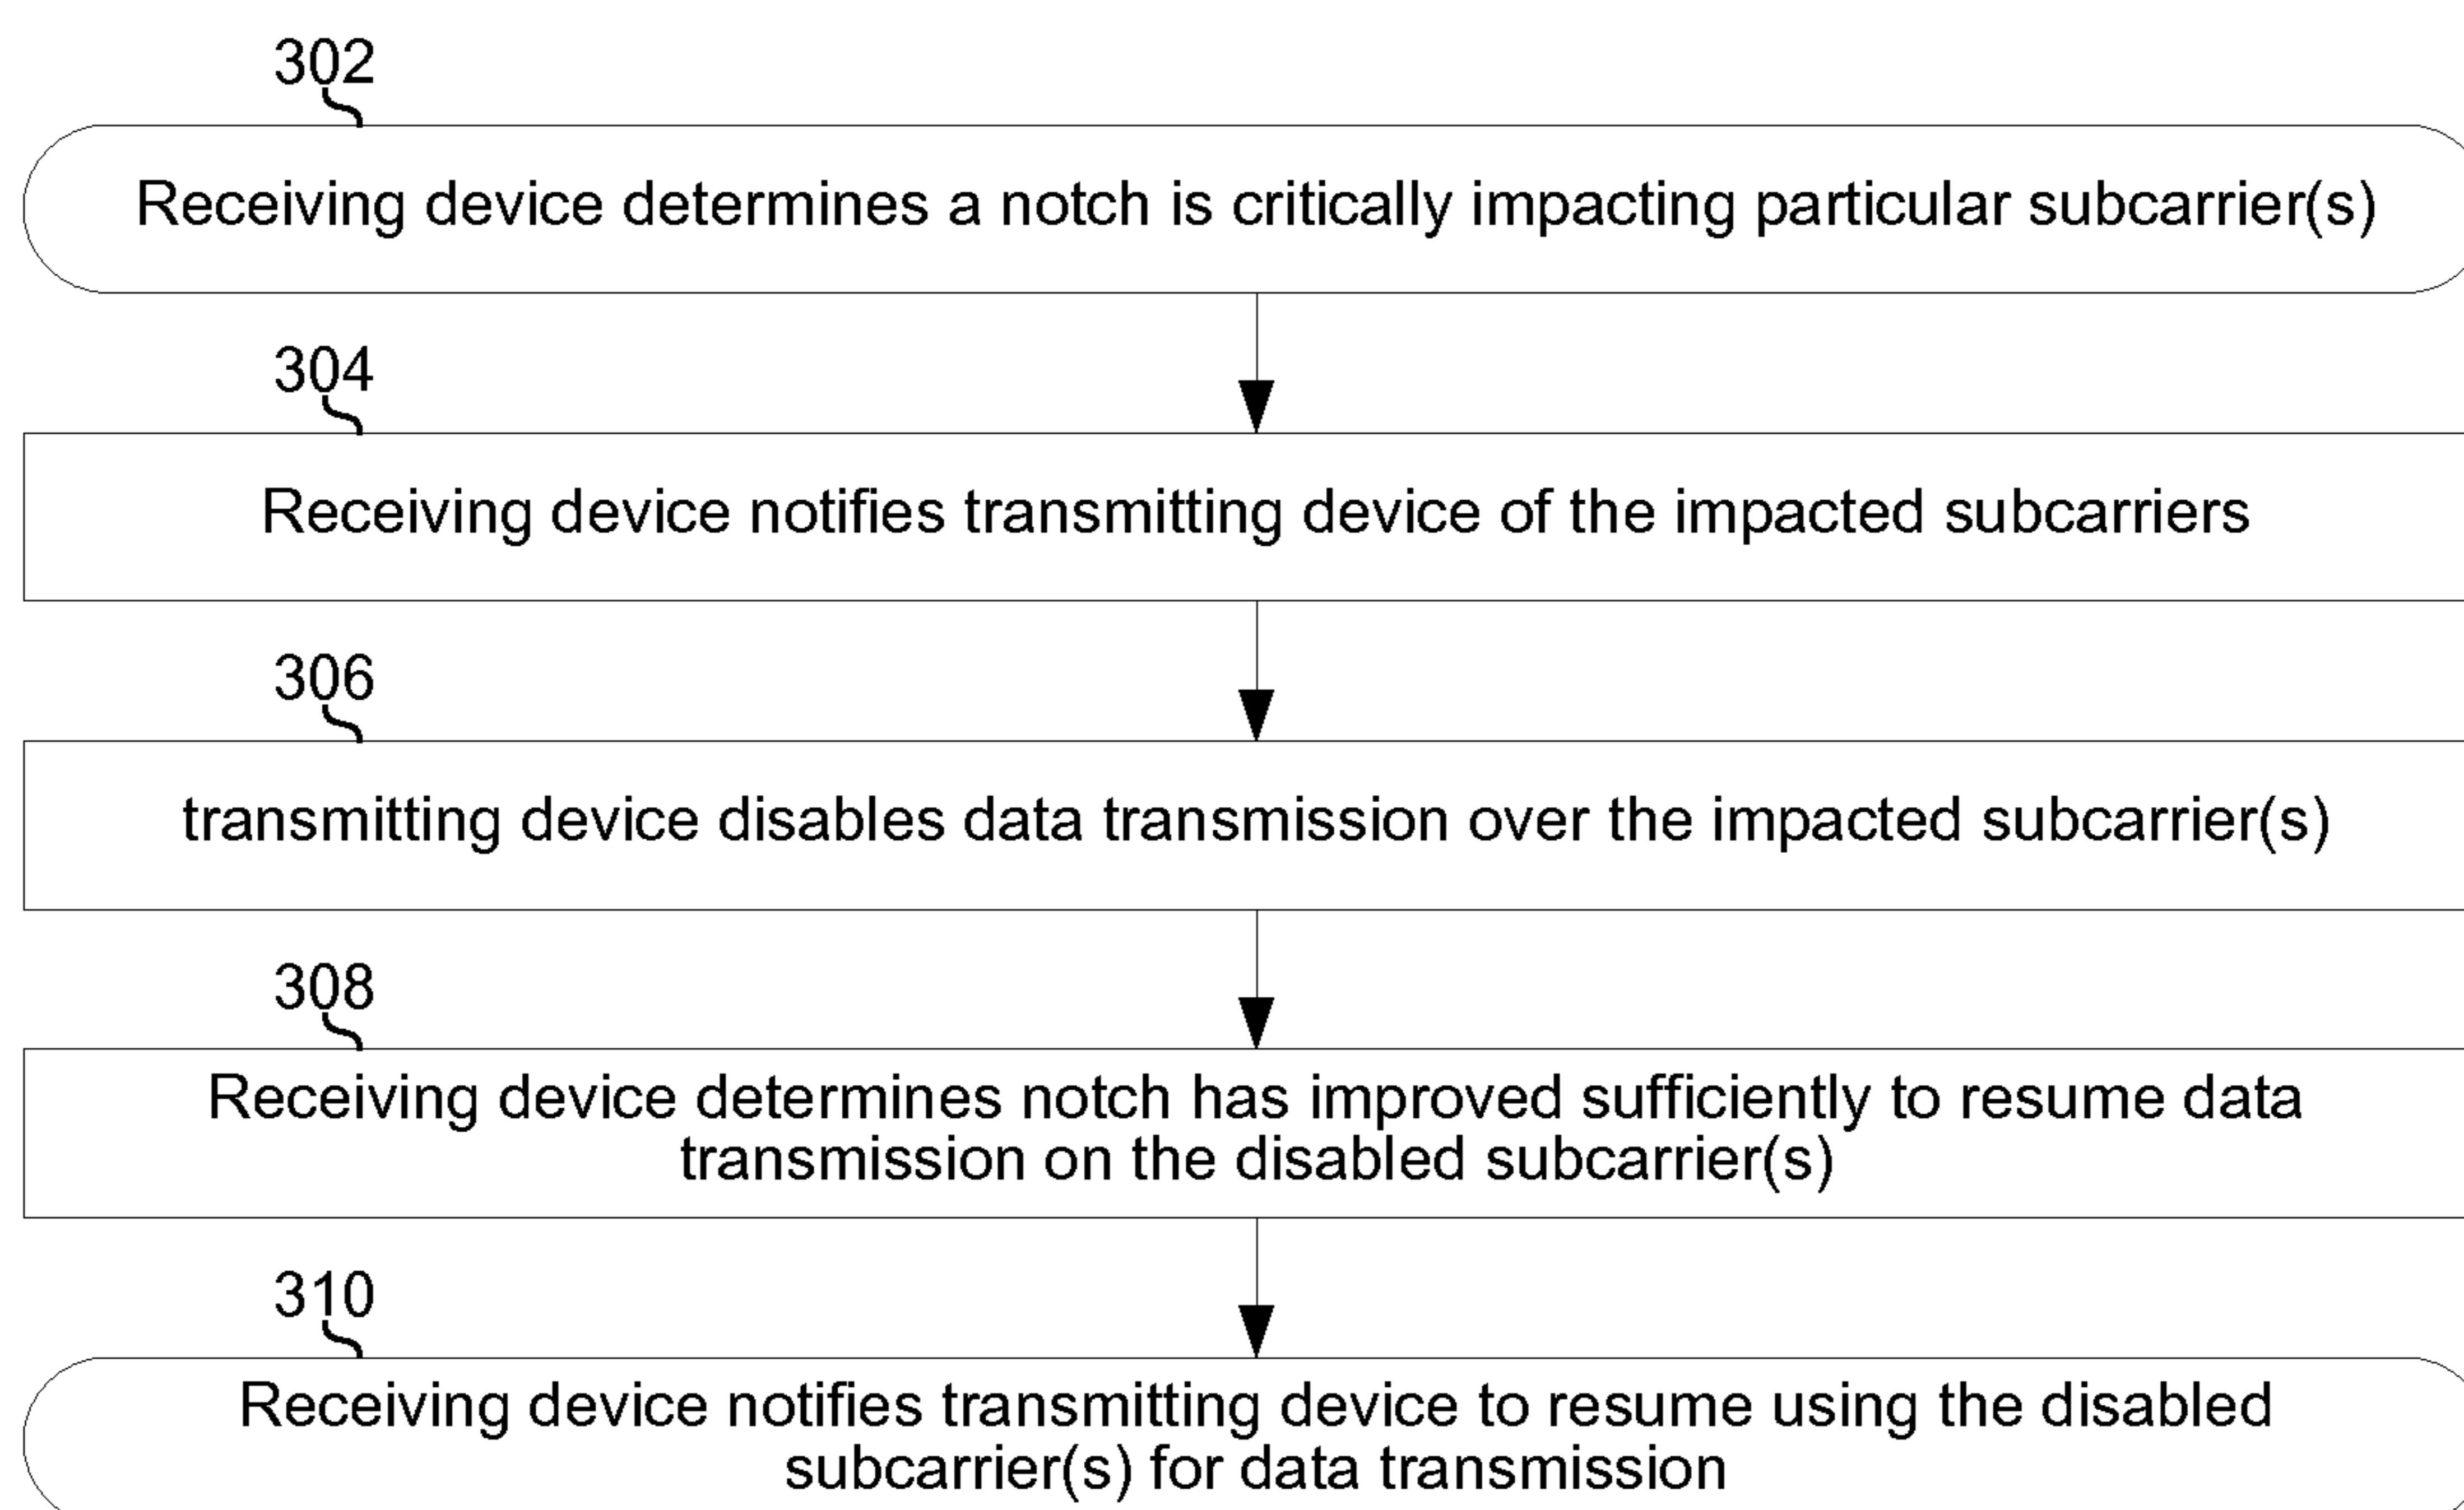 302
Receiving device determines a notch is critically impacting particular subcarrier(s)
304
Receiving device notifies transmitting device of the impacted subcarriers
306
transmitting device disables data transmission over the impacted subcarrier(s)
308
Receiving device determines notch has improved sufficiently to resume data
transmission on the disabled subcarrier(s)
310
Receiving device notifies transmitting device to resume using the disabled
subcarrier(s) for data transmission